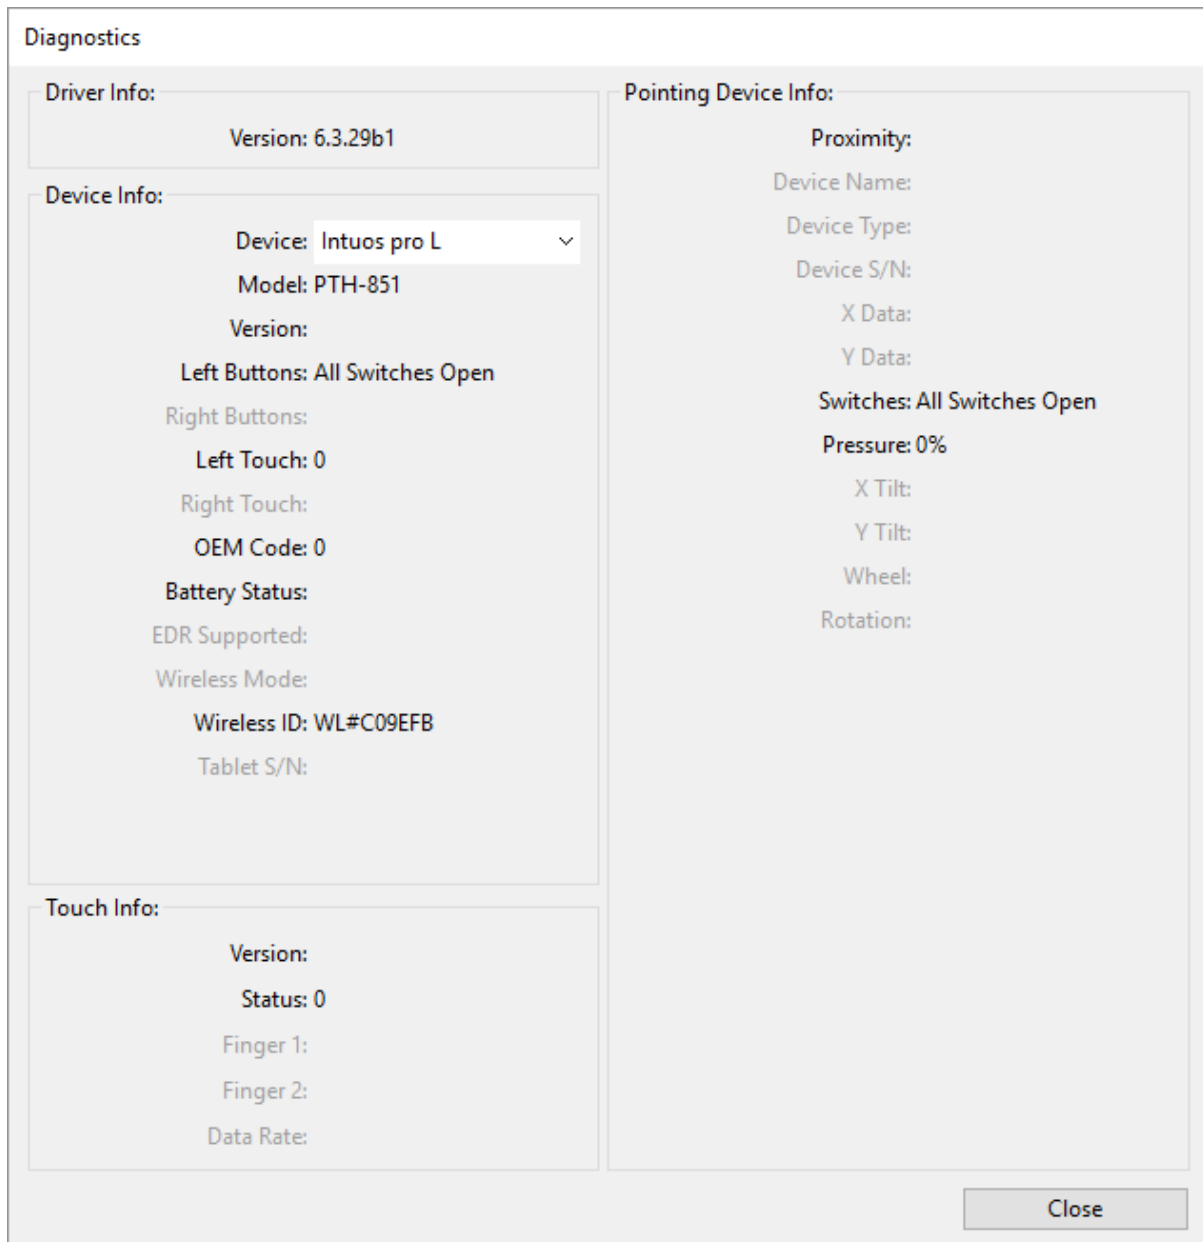 Diagnostics
Driver Info:
Version: 6.3.29b1
Device Info:
Device: Intuos pro L
Model: PTH-851
Version:
Left Buttons: All Switches Open
Right Buttons:
Left Touch: 0
Right Touch:
OEM Code: 0
Battery Status:
EDR Supported:
Wireless Mode:
Wireless ID: WL#C09EFB
Tablet S/N:
Touch Info:
Version:
Status: 0
Finger 1:
Finger 2:
Data Rate:
Pointing Device Info:
Proximity:
Device Name:
Device Type:
Device S/N:
X Data:
Y Data:
Switches: All Switches Open
Pressure: 0%
X Tilt:
Y Tilt:
Wheel:
Rotation:
Close